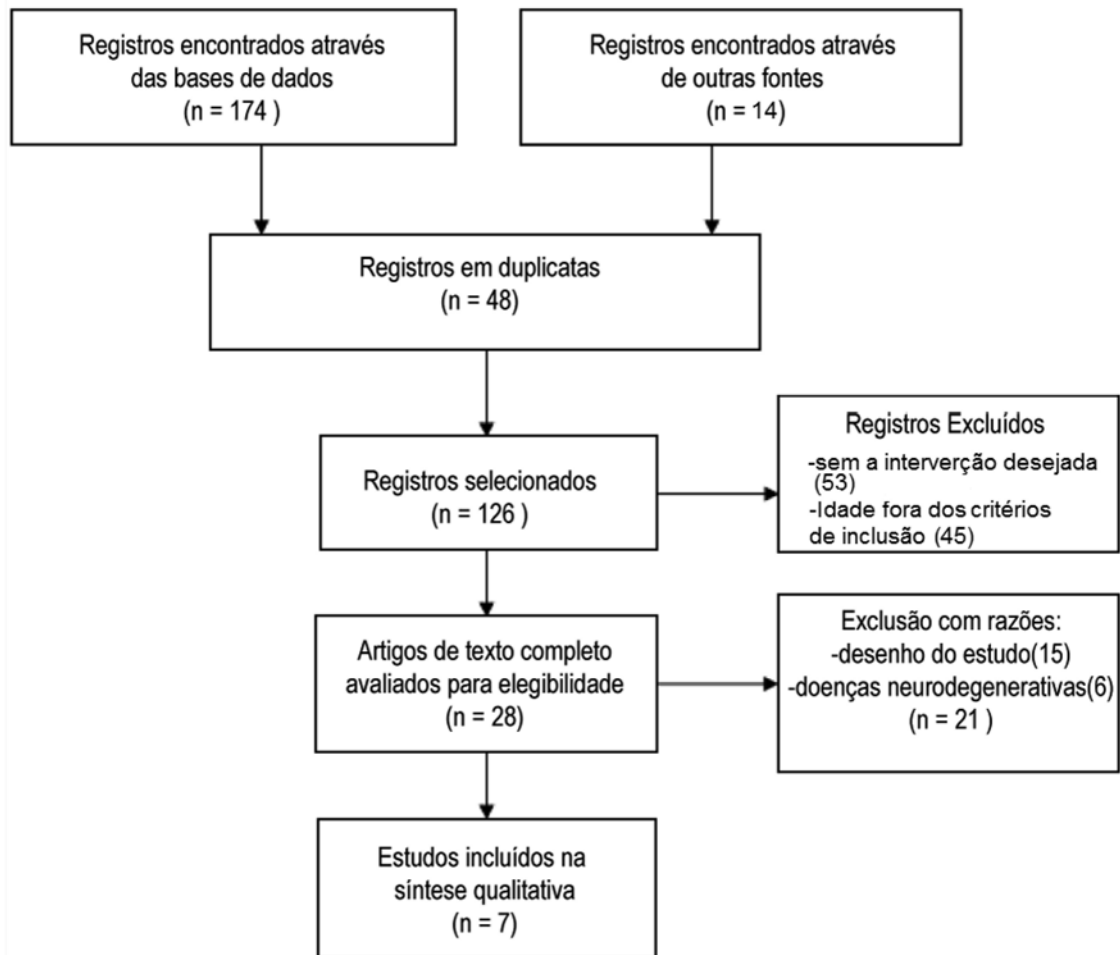 Registros encontrados através
das bases de dados
(n = 174 )
Registros encontrados através
de outras fontes
(n = 14)
Registros em duplicatas
(n = 48)
Registros selecionados
(n = 126 )
Registros Excluídos
-sem a interverção desejada
(53)
-Idade fora dos critérios
de inclusão (45)
Artigos de texto completo
avaliados para elegibilidade
(n = 28)
Exclusão com razões:
-desenho do estudo(15)
-doenças neurodegenerativas(6)
(n = 21 )
Estudos incluídos na
síntese qualitativa
(n = 7)